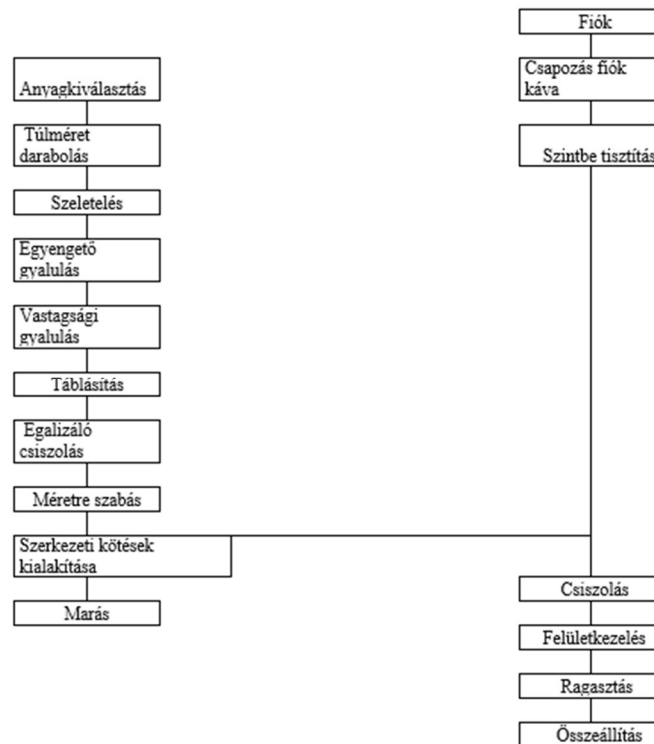 Anyagkiválasztás
Túlméret
darabolás
Szeletelés
Egyengető
gyalulás
Vastagsági
gyalulás
Táblásítás
Egalizáló
csiszolás
Méretre szabás
Szerkezeti kötések
kialakítása
Marás
Fiók
Csapozás fiók
káva
Szintbe tisztítás
Csiszolás
Felületkezelés
Ragasztás
Összeállítás